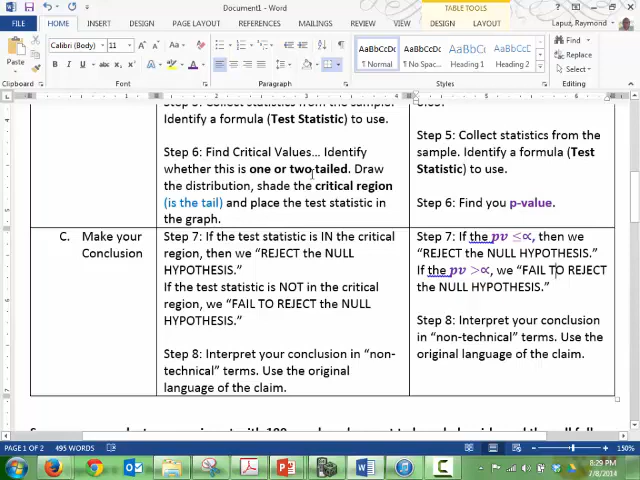 Document1 - Word
TABLE TOOLS
FILE
HOME
INSERT
DESIGN
PAGE LAYOUT
REFERENCES
MAILINGS
REVIEW
VIEW
DESIGN
LAYOUT
Lapuz, Raymond
Calibri (Body)
11
Paste
Clipboard
Font
Paragraph
AaBbCcDc
AaBbCcDc
AaBbCc
AaBbCcD
¶ Normal
¶ No Spac...
Heading 1
Heading 2
Styles
Find
Replace
Select
Editing
Identify a formula (Test Statistic) to use.
Step 6: Find Critical Values… Identify
whether this is one or two tailed. Draw
the distribution, shade the critical region
(is the tail) and place the test statistic in
the graph.
Step 5: Collect statistics from the
sample. Identify a formula (Test
Statistic) to use.
Step 6: Find you p-value.
C. Make your
Conclusion
Step 7: If the test statistic is IN the critical
region, then we “REJECT the NULL
HYPOTHESIS.”
If the test statistic is NOT in the critical
region, we “FAIL TO REJECT the NULL
HYPOTHESIS.”
Step 8: Interpret your conclusion in “non-
technical” terms. Use the original
language of the claim.
Step 7: If the pv ≤∝, then we
“REJECT the NULL HYPOTHESIS.”
If the pv >∝, we “FAIL TO REJECT
the NULL HYPOTHESIS.”
Step 8: Interpret your conclusion
in “non-technical” terms. Use the
original language of the claim.
PAGE 1 OF 2
495 WORDS
150%
8:29 PM
7/8/2014